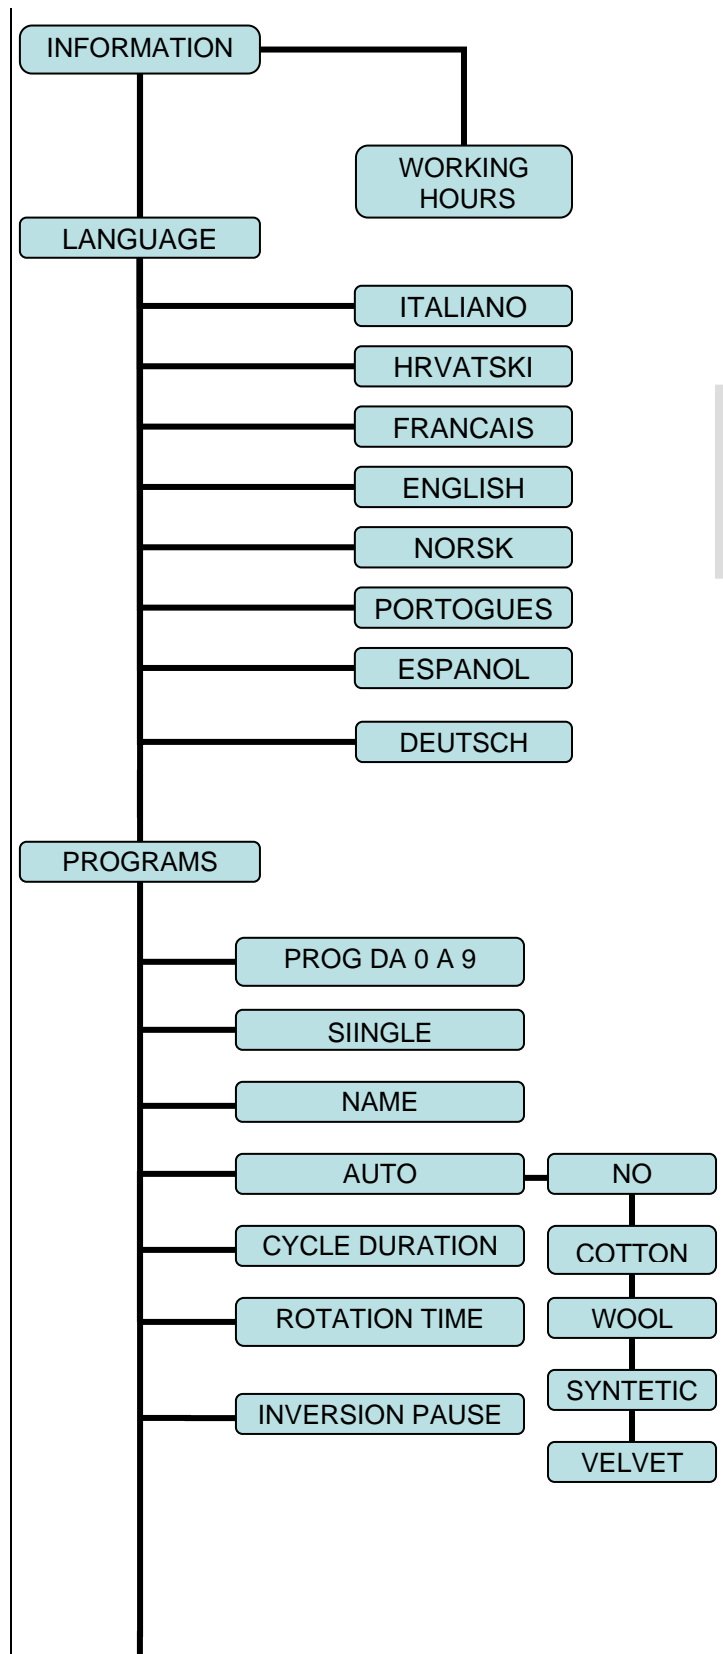 INFORMATION
WORKING
HOURS
LANGUAGE
ITALIANO
HRVATSKI
FRANCAIS
ENGLISH
NORSK
PORTOGUES
ESPANOL
DEUTSCH
PROGRAMS
PROG DA 0 A 9
SIINGLE
NAME
AUTO
NO
CYCLE DURATION
COTTON
ROTATION TIME
WOOL
SYNTETIC
INVERSION PAUSE
VELVET